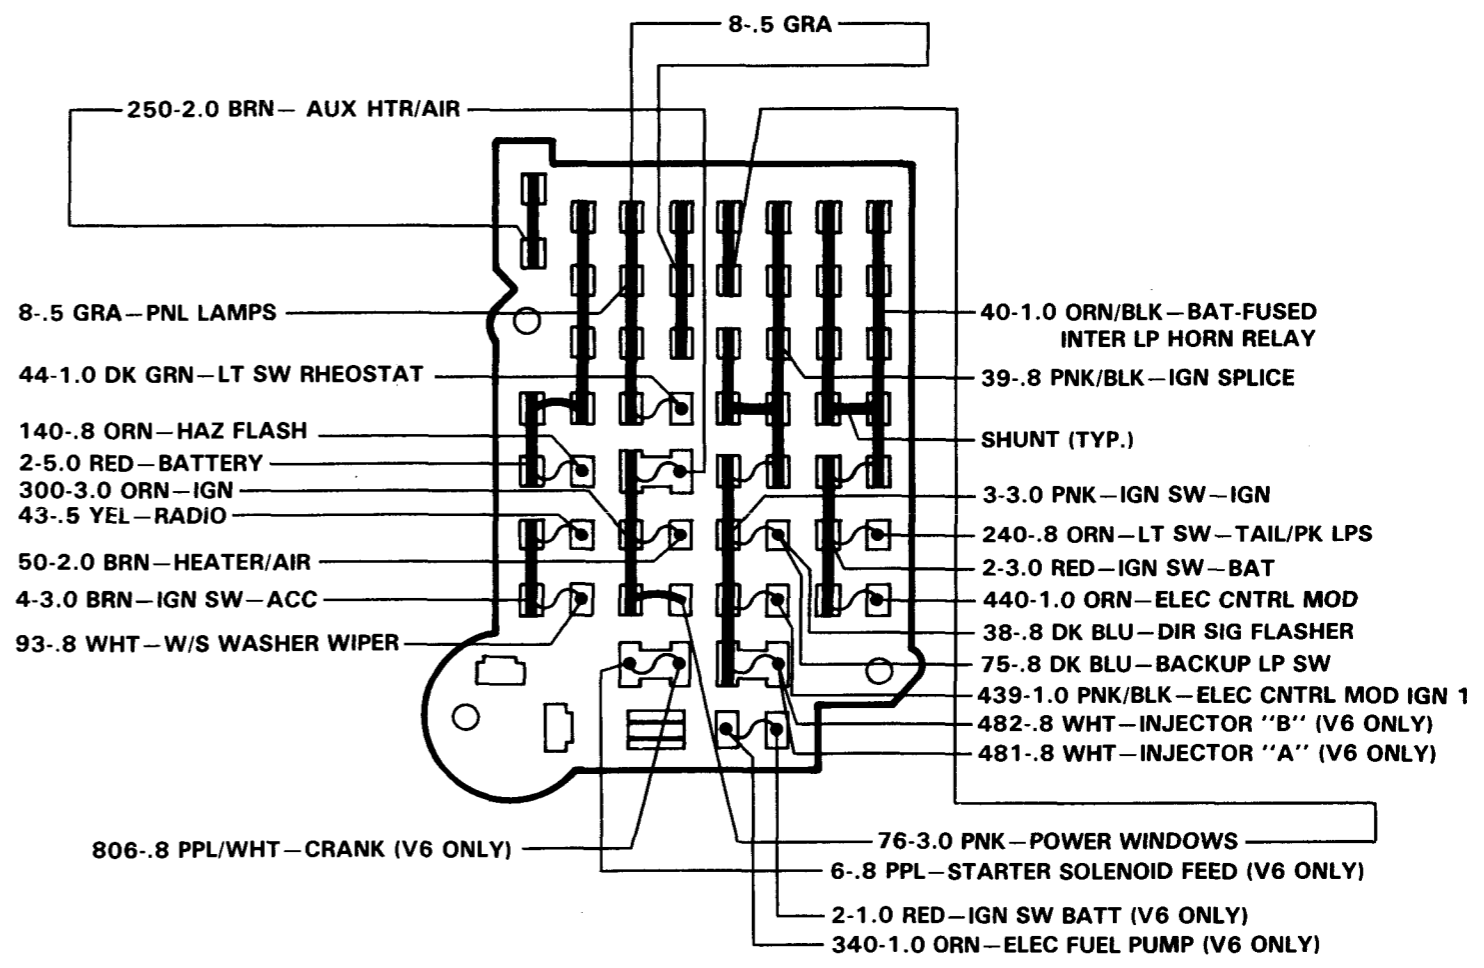 8-.5 GRA
250-2.0 BRN— AUX HTR/AIR
8-.5 GRA—PNL LAMPS
44-1.0 DK GRN—LT SW RHEOSTAT
140-.8 ORN—HAZ FLASH
2-5.0 RED—BATTERY
300-3.0 ORN—IGN
43-.5 YEL—RADIO
50-2.0 BRN—HEATER/AIR
4-3.0 BRN—IGN SW—ACC
93-.8 WHT—W/S WASHER WIPER
40-1.0 ORN/BLK—BAT-FUSED
INTER LP HORN RELAY
39-.8 PNK/BLK—IGN SPLICE
SHUNT (TYP.)
3-3.0 PNK—IGN SW—IGN
240-.8 ORN—LT SW—TAIL/PK LPS
2-3.0 RED—IGN SW—BAT
440-1.0 ORN—ELEC CNTRL MOD
38-.8 DK BLU—DIR SIG FLASHER
75-.8 DK BLU—BACKUP LP SW
439-1.0 PNK/BLK—ELEC CNTRL MOD IGN 1
482-.8 WHT—INJECTOR "B" (V6 ONLY)
481-.8 WHT—INJECTOR "A" (V6 ONLY)
806-.8 PPL/WHT—CRANK (V6 ONLY)
76-3.0 PNK—POWER WINDOWS
6-.8 PPL—STARTER SOLENOID FEED (V6 ONLY)
2-1.0 RED—IGN SW BATT (V6 ONLY)
340-1.0 ORN—ELEC FUEL PUMP (V6 ONLY)